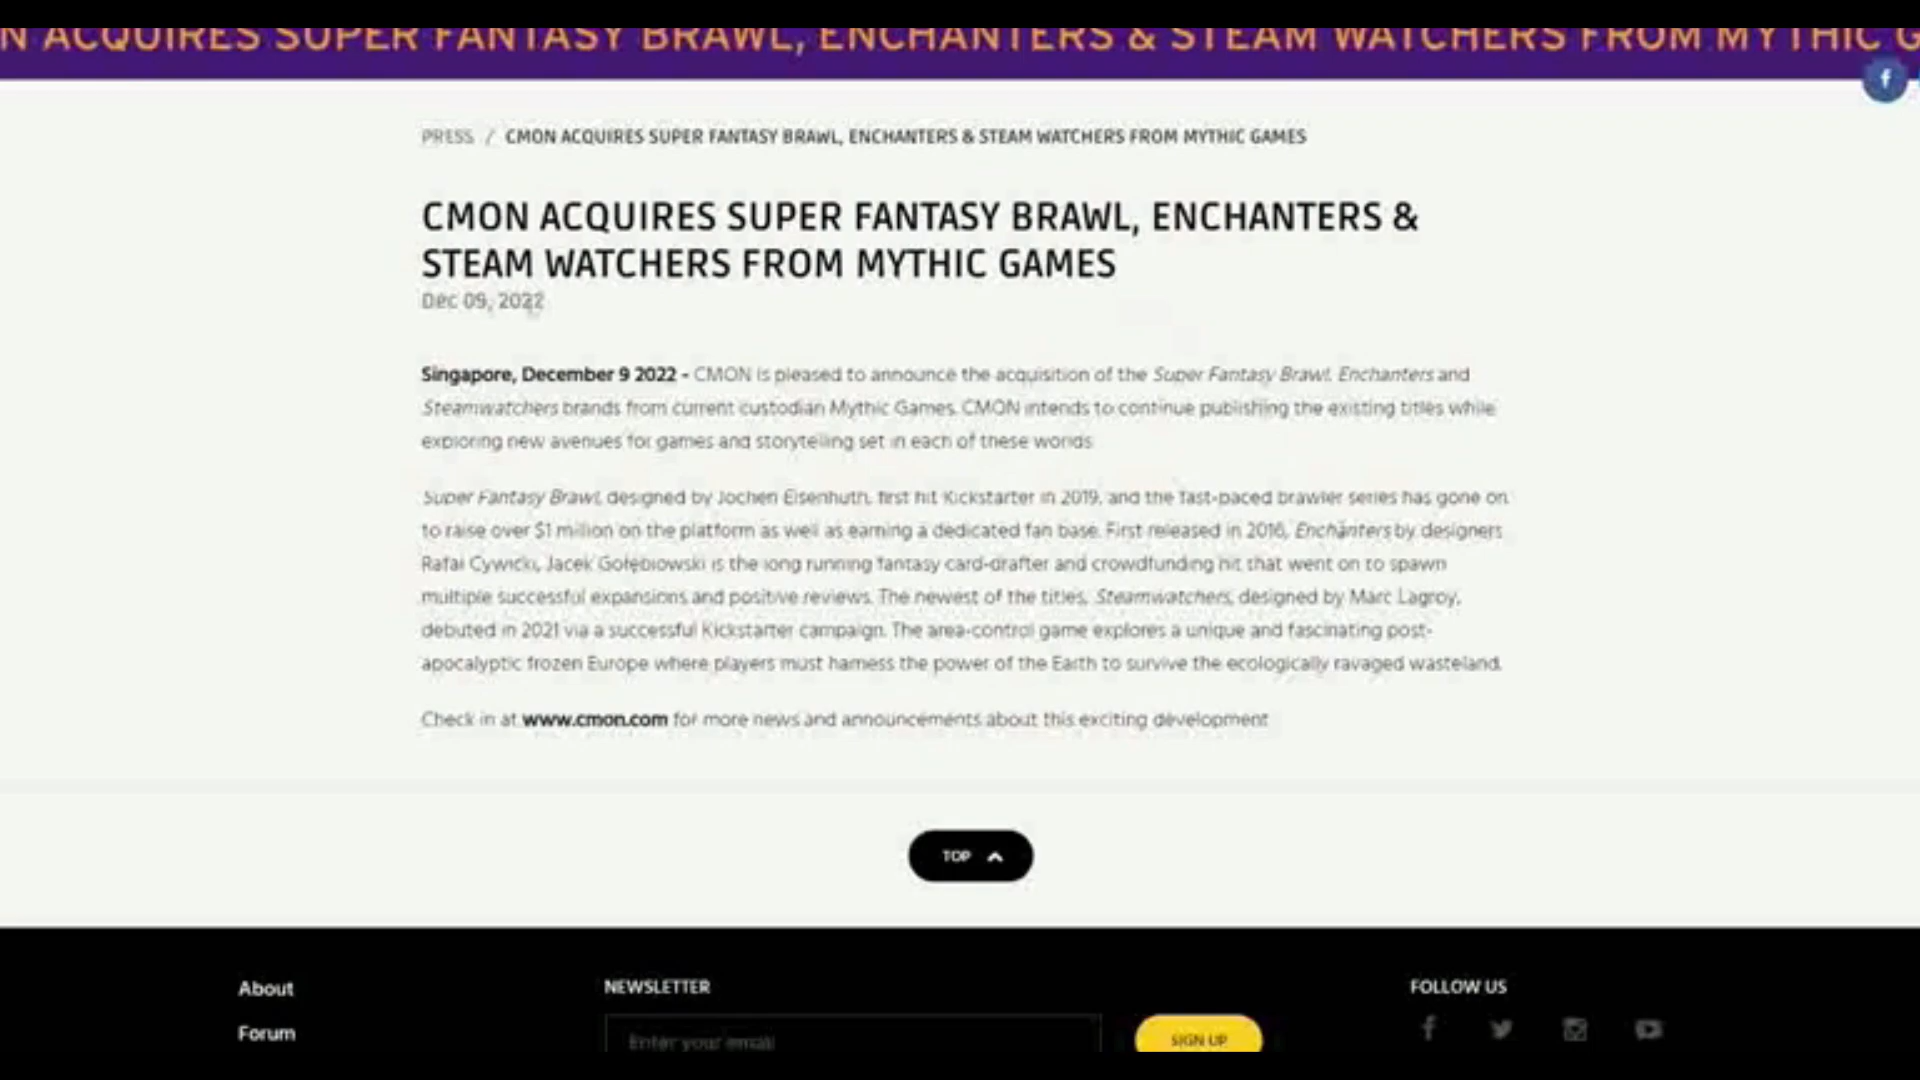 N ACQUIRES SUPER FANTASY BRAWL, ENCHANTERS & STEAM WATCHERS FROM MYTHIC G
PRESS / CMON ACQUIRES SUPER FANTASY BRAWL, ENCHANTERS & STEAM WATCHERS FROM MYTHIC GAMES
CMON ACQUIRES SUPER FANTASY BRAWL, ENCHANTERS &
STEAM WATCHERS FROM MYTHIC GAMES
Dec 09, 2022
Singapore, December 9 2022 - CMON is pleased to announce the acquisition of the Super Fantasy Brawl, Enchanters and
Steamwatchers brands from current custodian Mythic Games. CMON intends to continue publishing the existing titles while
exploring new avenues for games and storytelling set in each of these worlds.
Super Fantasy Brawl, designed by Jochen Eisenhuth, first hit Kickstarter in 2019, and the fast-paced brawler series has gone on
to raise over $1 million on the platform as well as earning a dedicated fan base. First released in 2016, Enchanters by designers
Rafał Cywicki, Jacek Gołębiowski is the long running fantasy card-drafter and crowdfunding hit that went on to spawn
multiple successful expansions and positive reviews. The newest of the titles, Steamwatchers, designed by Marc Lagroy,
debuted in 2021 via a successful Kickstarter campaign. The area-control game explores a unique and fascinating post-
apocalyptic frozen Europe where players must harness the power of the Earth to survive the ecologically ravaged wasteland.
Check in at www.cmon.com for more news and announcements about this exciting development
TOP
About
NEWSLETTER
FOLLOW US
Forum
Enter your email
SIGN UP